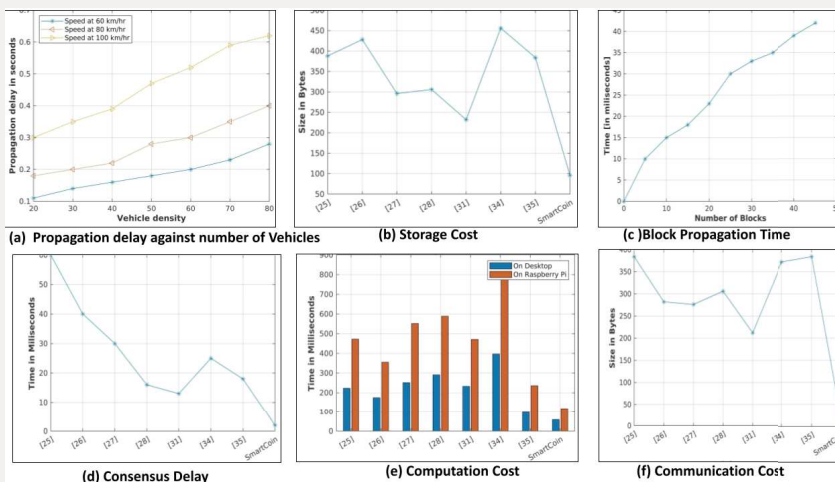 Speed at 60 km/hr
Speed at 80 km/hr
Speed at 100 km/hr
Propagation delay in seconds
0.6
0.5
0.4
0.3
0.2
0.1
20 30 40 50 60 70 80
Vehicle density
(a) Propagation delay against number of Vehicles
Size in Bytes
500
450
400
350
300
250
200
150
100
50
[25] [26] [27] [28] [31] [34] [35] SmartCoin
(b) Storage Cost
Time [in miliseconds]
45
40
35
30
25
20
15
10
5
0
0 10 20 30 40 50
Number of Blocks
(c )Block Propagation Time
Time in Miliseconds
60
50
40
30
20
10
0
[25] [26] [27] [28] [31] [34] [35] SmartCoin
(d) Consensus Delay
On Desktop
On Raspberry Pi
Time in Milliseconds
900
800
700
600
500
400
300
200
100
0
[25] [26] [27] [28] [31] [34] [35] SmartCoin
(e) Computation Cost
Size in Bytes
400
350
300
250
200
150
100
50
0
[25] [26] [27] [28] [31] [34] [35] SmartCoin
(f) Communication Cost